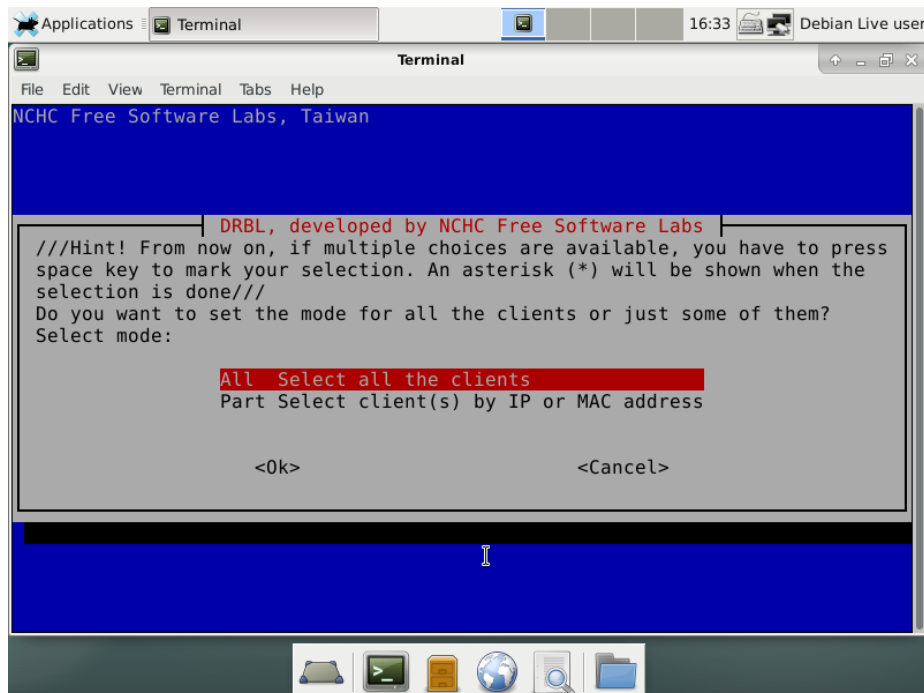 Applications Terminal 16:33 Debian Live user
Terminal
File Edit View Terminal Tabs Help
NCHC Free Software Labs, Taiwan
DRBL, developed by NCHC Free Software Labs
///Hint! From now on, if multiple choices are available, you have to press
space key to mark your selection. An asterisk (*) will be shown when the
selection is done///
Do you want to set the mode for all the clients or just some of them?
Select mode:
All Select all the clients
Part Select client(s) by IP or MAC address
<Ok> <Cancel>